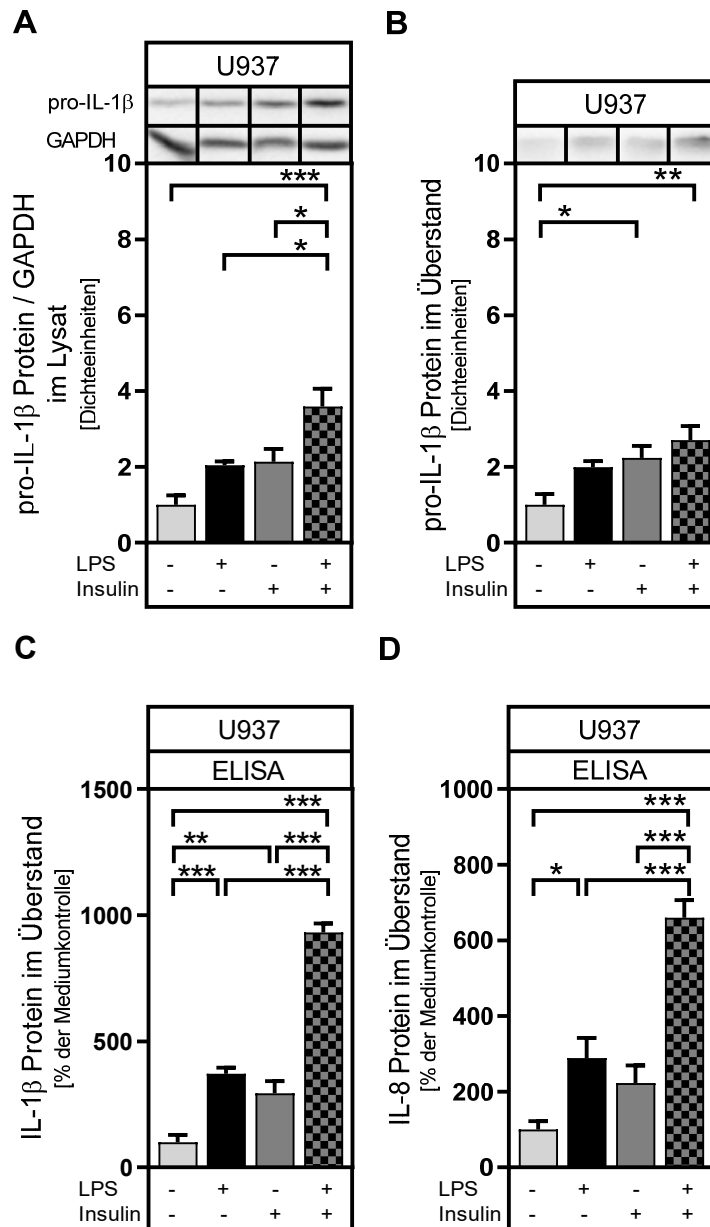 A
U937
pro-IL-1β
GAPDH
pro-IL-1β Protein / GAPDH
im Lysat
[Dichteeinheiten]
10
8
6
4
2
0
***
*
*
LPS - + - +
Insulin - - + +
B
U937
pro-IL-1β Protein im Überstand
[Dichteeinheiten]
10
8
6
4
2
0
**
*
LPS - + - +
Insulin - - + +
C
U937
ELISA
IL-1β Protein im Überstand
[% der Mediumkontrolle]
1500
1000
500
0
***
** ***
*** ***
LPS - + - +
Insulin - - + +
D
U937
ELISA
IL-8 Protein im Überstand
[% der Mediumkontrolle]
1000
800
600
400
200
0
***
***
* ***
LPS - + - +
Insulin - - + +